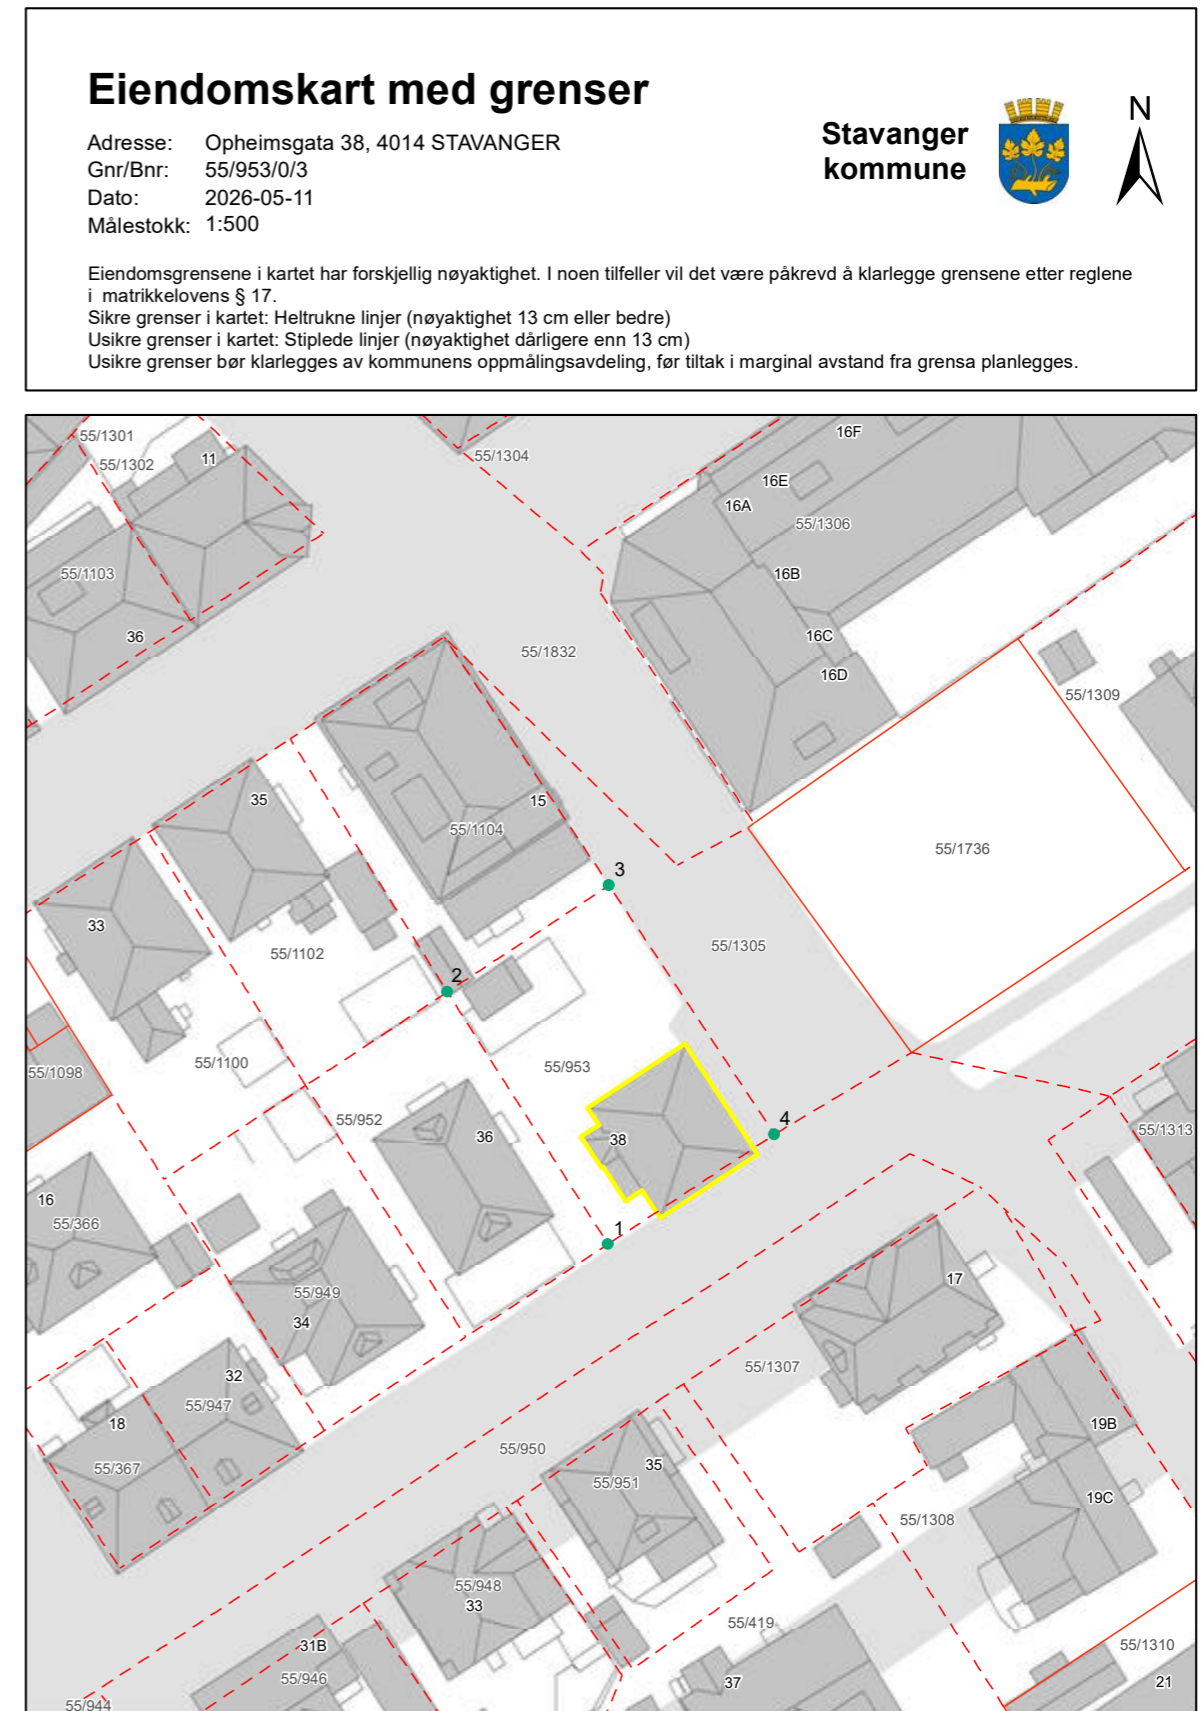 Eiendomskart med grenser
Adresse: Opheimsgata 38, 4014 STAVANGER
Gnr/Bnr: 55/953/0/3
Dato: 2026-05-11
Målestokk: 1:500
Stavanger
kommune
N
Eiendomsgrensene i kartet har forskjellig nøyaktighet. I noen tilfeller vil det være påkrevd å klarlegge grensene etter reglene
i matrikkelovens § 17.
Sikre grenser i kartet: Heltrukne linjer (nøyaktighet 13 cm eller bedre)
Usikre grenser i kartet: Stiplede linjer (nøyaktighet dårligere enn 13 cm)
Usikre grenser bør klarlegges av kommunens oppmålingsavdeling, før tiltak i marginal avstand fra grensa planlegges.
55/1301
16F
55/1304
11
55/1302
16E
16A
55/1306
55/1103
16B
36
16C
55/1832
16D
55/1309
35
15
55/1104
55/1736
3
33
55/1305
55/1102
2
55/1100
55/953
55/1098
55/952
4
55/1313
36
38
16
55/366
1
17
55/949
34
55/1307
32
55/947
18
19B
55/950
35
55/367
55/951
19C
55/1308
55/948
33
55/419
31B
55/1310
55/946
37
21
55/944